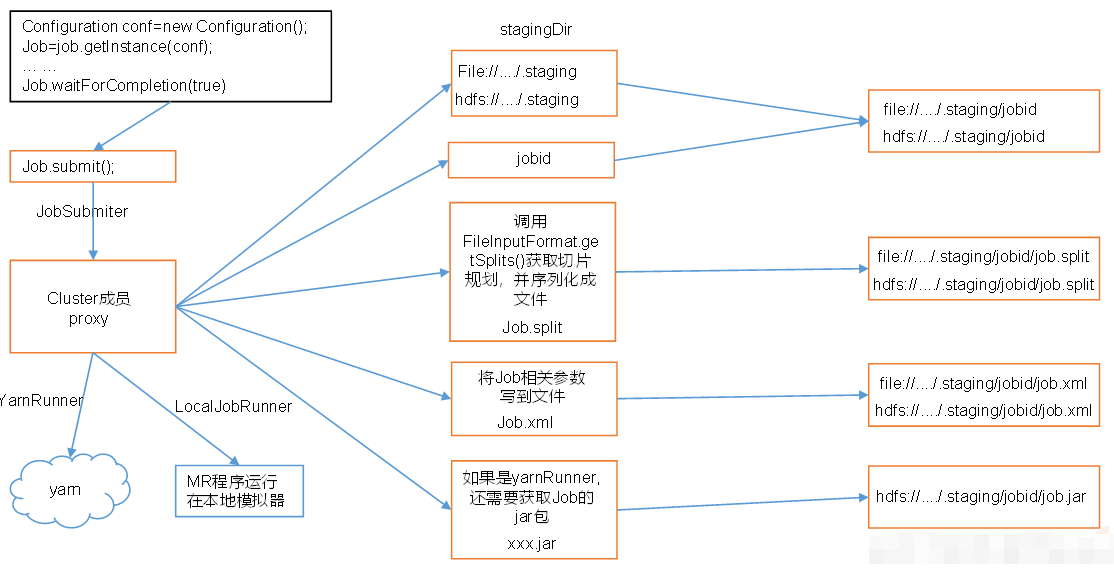 Configuration conf=new Configuration();
Job=job.getInstance(conf);
... ...
Job.waitForCompletion(true)
Job.submit();
JobSubmiter
Cluster成员
proxy
YarnRunner
LocalJobRunner
yarn
MR程序运行
在本地模拟器
stagingDir
File://..../.staging
hdfs://..../.staging
jobid
调用
FileInputFormat.ge
tSplits()获取切片
规划，并序列化成
文件
Job.split
将Job相关参数
写到文件
Job.xml
如果是yarnRunner,
还需要获取Job的
jar包
xxx.jar
file://..../.staging/jobid
hdfs://..../.staging/jobid
file://..../.staging/jobid/job.split
hdfs://..../.staging/jobid/job.split
file://..../.staging/jobid/job.xml
hdfs://..../.staging/jobid/job.xml
hdfs://..../.staging/jobid/job.jar